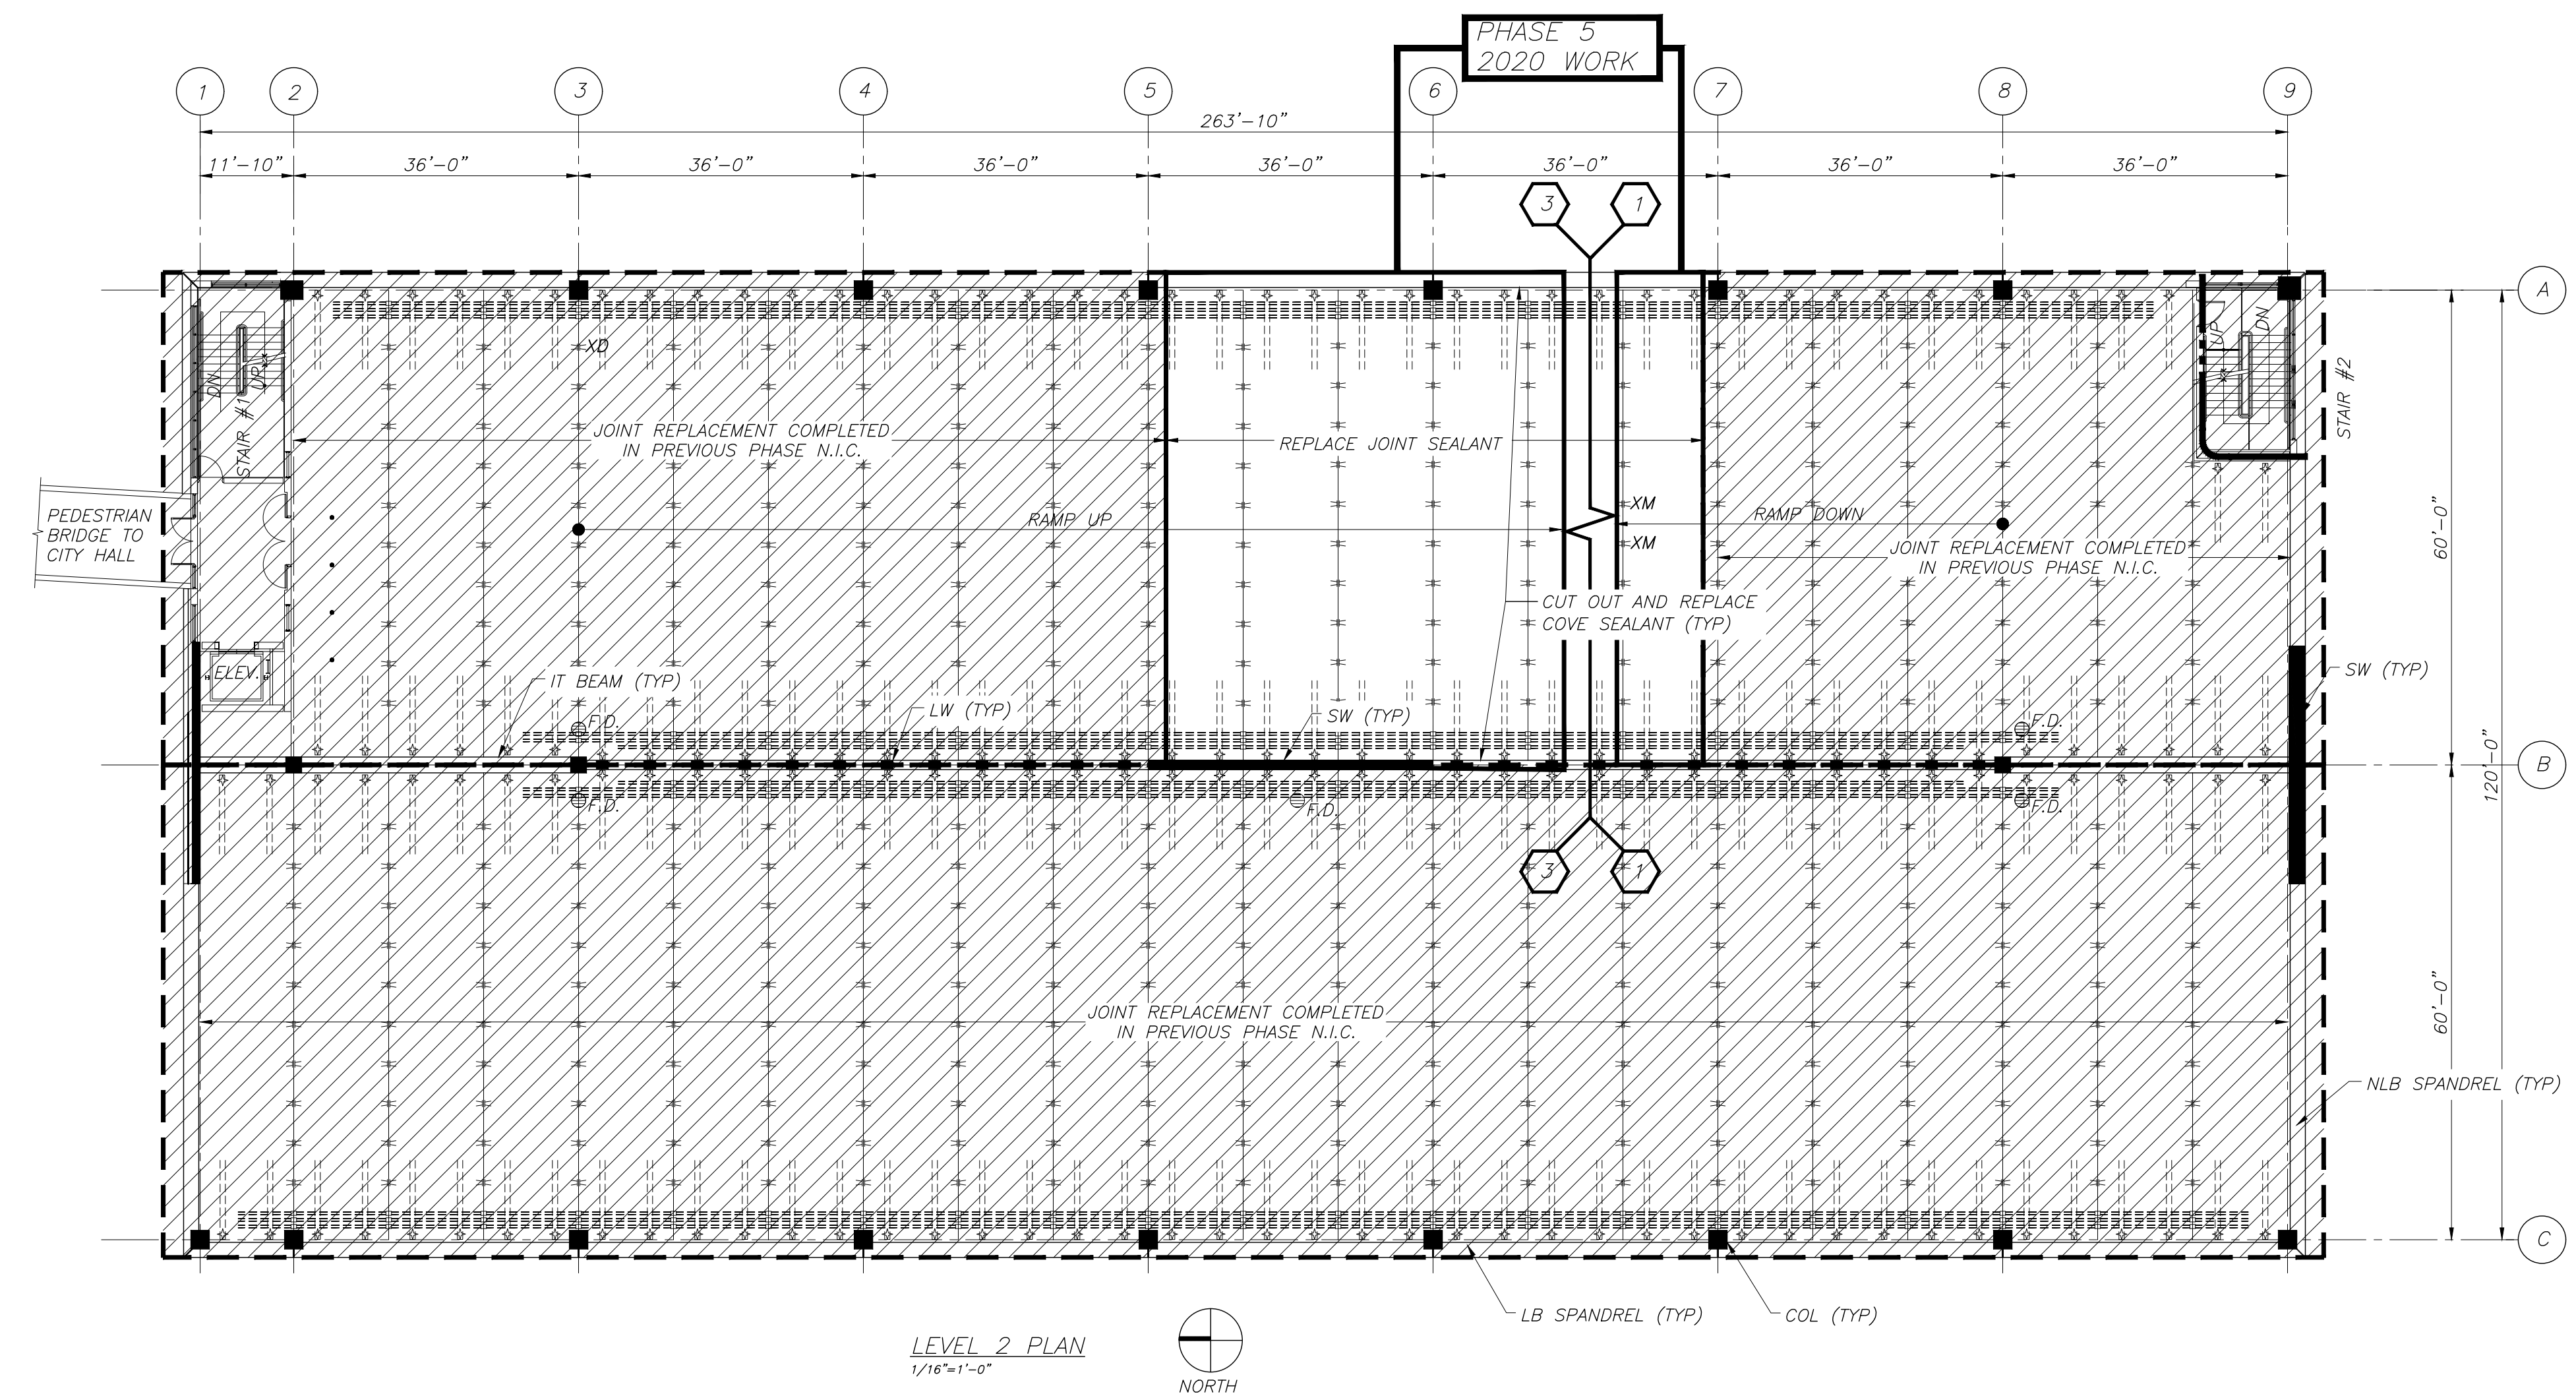 PHASE 5
2020 WORK
1
2
3
4
5
6
7
8
9
263'-10"
11'-10"
36'-0"
36'-0"
36'-0"
36'-0"
36'-0"
36'-0"
36'-0"
3
1
A
XD
DN
UP
STAIR #1
UP
DN
STAIR #2
JOINT REPLACEMENT COMPLETED
IN PREVIOUS PHASE N.I.C.
REPLACE JOINT SEALANT
PEDESTRIAN
BRIDGE TO
CITY HALL
RAMP UP
XM
XM
RAMP DOWN
JOINT REPLACEMENT COMPLETED
IN PREVIOUS PHASE N.I.C.
60'-0"
CUT OUT AND REPLACE
COVE SEALANT (TYP)
ELEV.
IT BEAM (TYP)
LW (TYP)
SW (TYP)
SW (TYP)
F.D.
F.D.
B
120'-0"
F.D.
F.D.
F.D.
3
1
JOINT REPLACEMENT COMPLETED
IN PREVIOUS PHASE N.I.C.
60'-0"
NLB SPANDREL (TYP)
C
LB SPANDREL (TYP)
COL (TYP)
LEVEL 2 PLAN
1/16"=1'-0"
NORTH